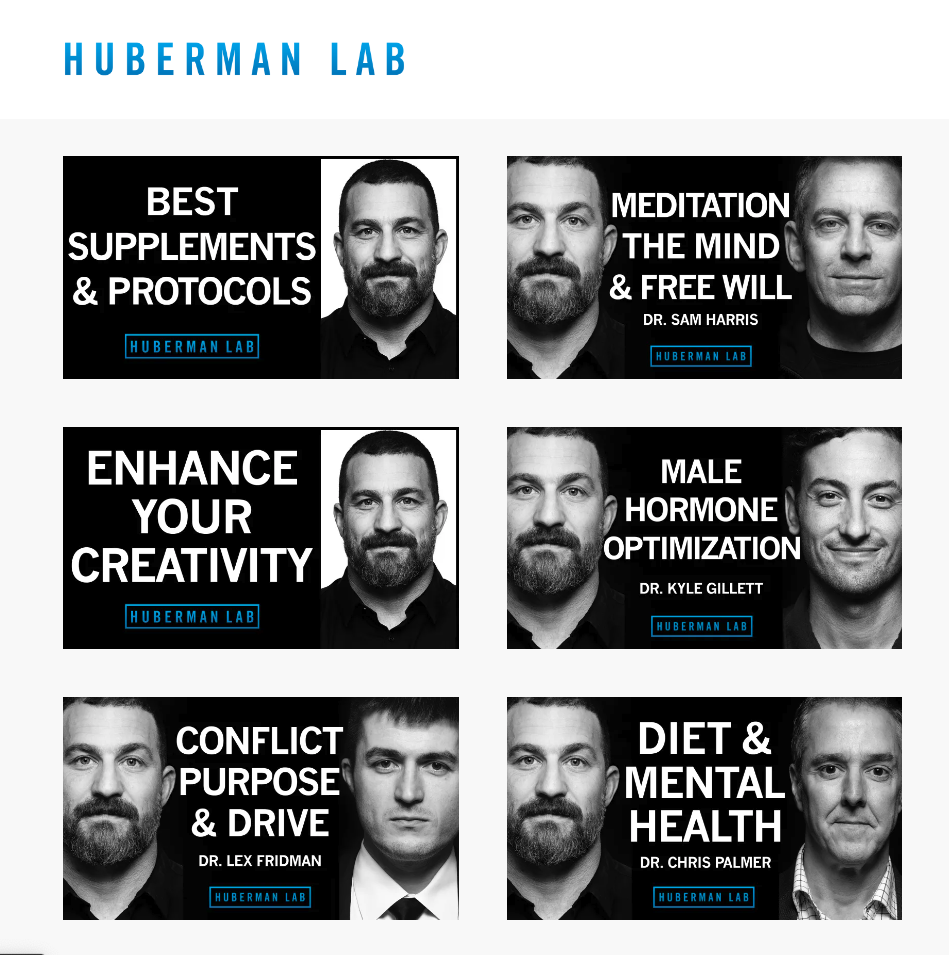 HUBERMAN LAB
BEST
SUPPLEMENTS
& PROTOCOLS
HUBERMAN LAB
MEDITATION
THE MIND
& FREE WILL
DR. SAM HARRIS
HUBERMAN LAB
ENHANCE
YOUR
CREATIVITY
HUBERMAN LAB
MALE
HORMONE
OPTIMIZATION
DR. KYLE GILLETT
HUBERMAN LAB
CONFLICT
PURPOSE
& DRIVE
DR. LEX FRIDMAN
HUBERMAN LAB
DIET &
MENTAL
HEALTH
DR. CHRIS PALMER
HUBERMAN LAB